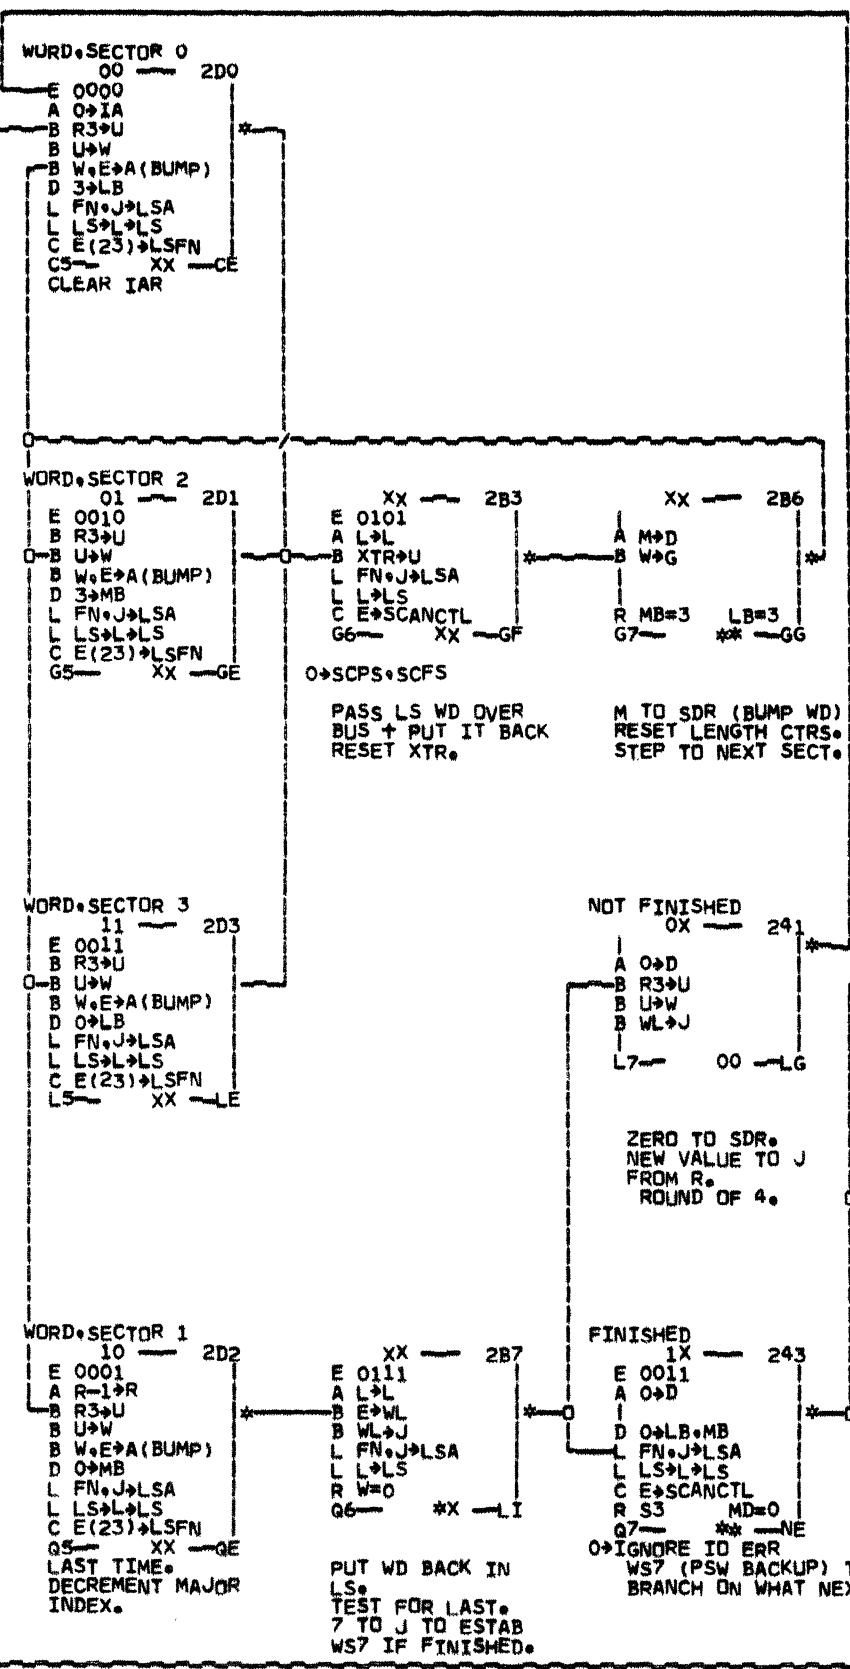 WORD.SECTOR 0
00 — 2D0
E 0000
A 0→IA
B R3→U
B U→W
B W.E→A(BUMP)
D 3→LB
L FN.J→LSA
L LS→L→LS
C E(23)→LSFN
C5— XX —CE
CLEAR IAR
WORD.SECTOR 2
01 — 2D1
E 0010
B R3→U
B U→W
B W.E→A(BUMP)
D 3→MB
L FN.J→LSA
L LS→L→LS
C E(23)→LSFN
G5— XX —GE
XX — 2B3
E 0101
A L→L
B XTR→U
L FN.J→LSA
L L→LS
C E→SCANCTL
G6— XX —GF
0→SCPS.SCFS
PASS LS WD OVER
BUS + PUT IT BACK
RESET XTR.
XX — 2B6
A M→D
B W→G
R MB=3 LB=3
G7— ** —GG
M TO SDR (BUMP WD)
RESET LENGTH CTRS.
STEP TO NEXT SECT.
WORD.SECTOR 3
11 — 2D3
E 0011
B R3→U
B U→W
B W.E→A(BUMP)
D 0→LB
L FN.J→LSA
L LS→L→LS
C E(23)→LSFN
L5— XX —LE
NOT FINISHED
0X — 241
A 0→D
B R3→U
B U→W
B WL→J
L7— 00 —LG
ZERO TO SDR.
NEW VALUE TO J
FROM R.
ROUND OF 4.
WORD.SECTOR 1
10 — 2D2
E 0001
A R-1→R
B R3→U
B U→W
B W.E→A(BUMP)
D 0→MB
L FN.J→LSA
L LS→L→LS
C E(23)→LSFN
Q5— XX —QE
LAST TIME.
DECREMENT MAJOR
INDEX.
XX — 2B7
E 0111
A L→L
B E→WL
B WL→J
L FN.J→LSA
L L→LS
R W=0
Q6— *X —LI
PUT WD BACK IN
LS.
TEST FOR LAST.
7 TO J TO ESTAB
WS7 IF FINISHED.
FINISHED
1X — 243
E 0011
A 0→D
D 0→LB.MB
L FN.J→LSA
L LS→L→LS
C E→SCANCTL
R S3 MD=0
Q7— ** —NE
0→IGNORE IO ERR
WS7 (PSW BACKUP) T
BRANCH ON WHAT NEX